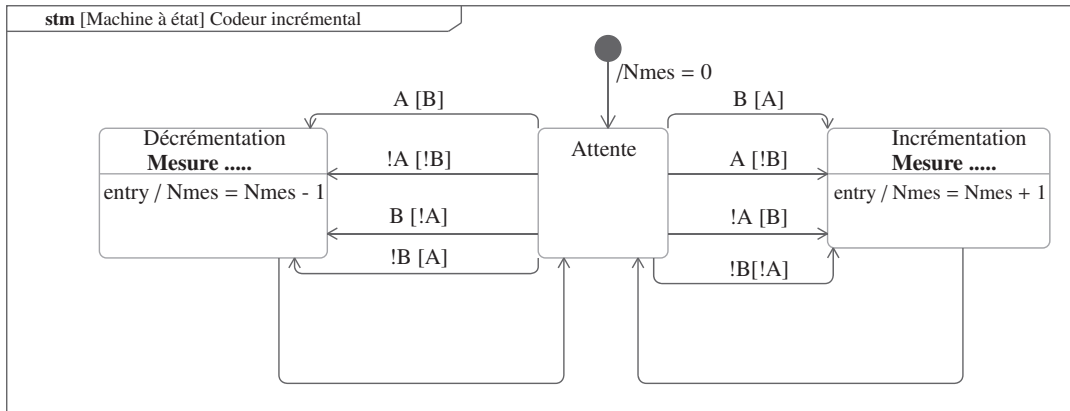 stm [Machine à état] Codeur incrémental
/Nmes = 0
A [B]
B [A]
Décrémentation
Mesure .....
entry / Nmes = Nmes - 1
!A [!B]
B [!A]
!B [A]
Attente
A [!B]
!A [B]
!B[!A]
Incrémentation
Mesure .....
entry / Nmes = Nmes + 1